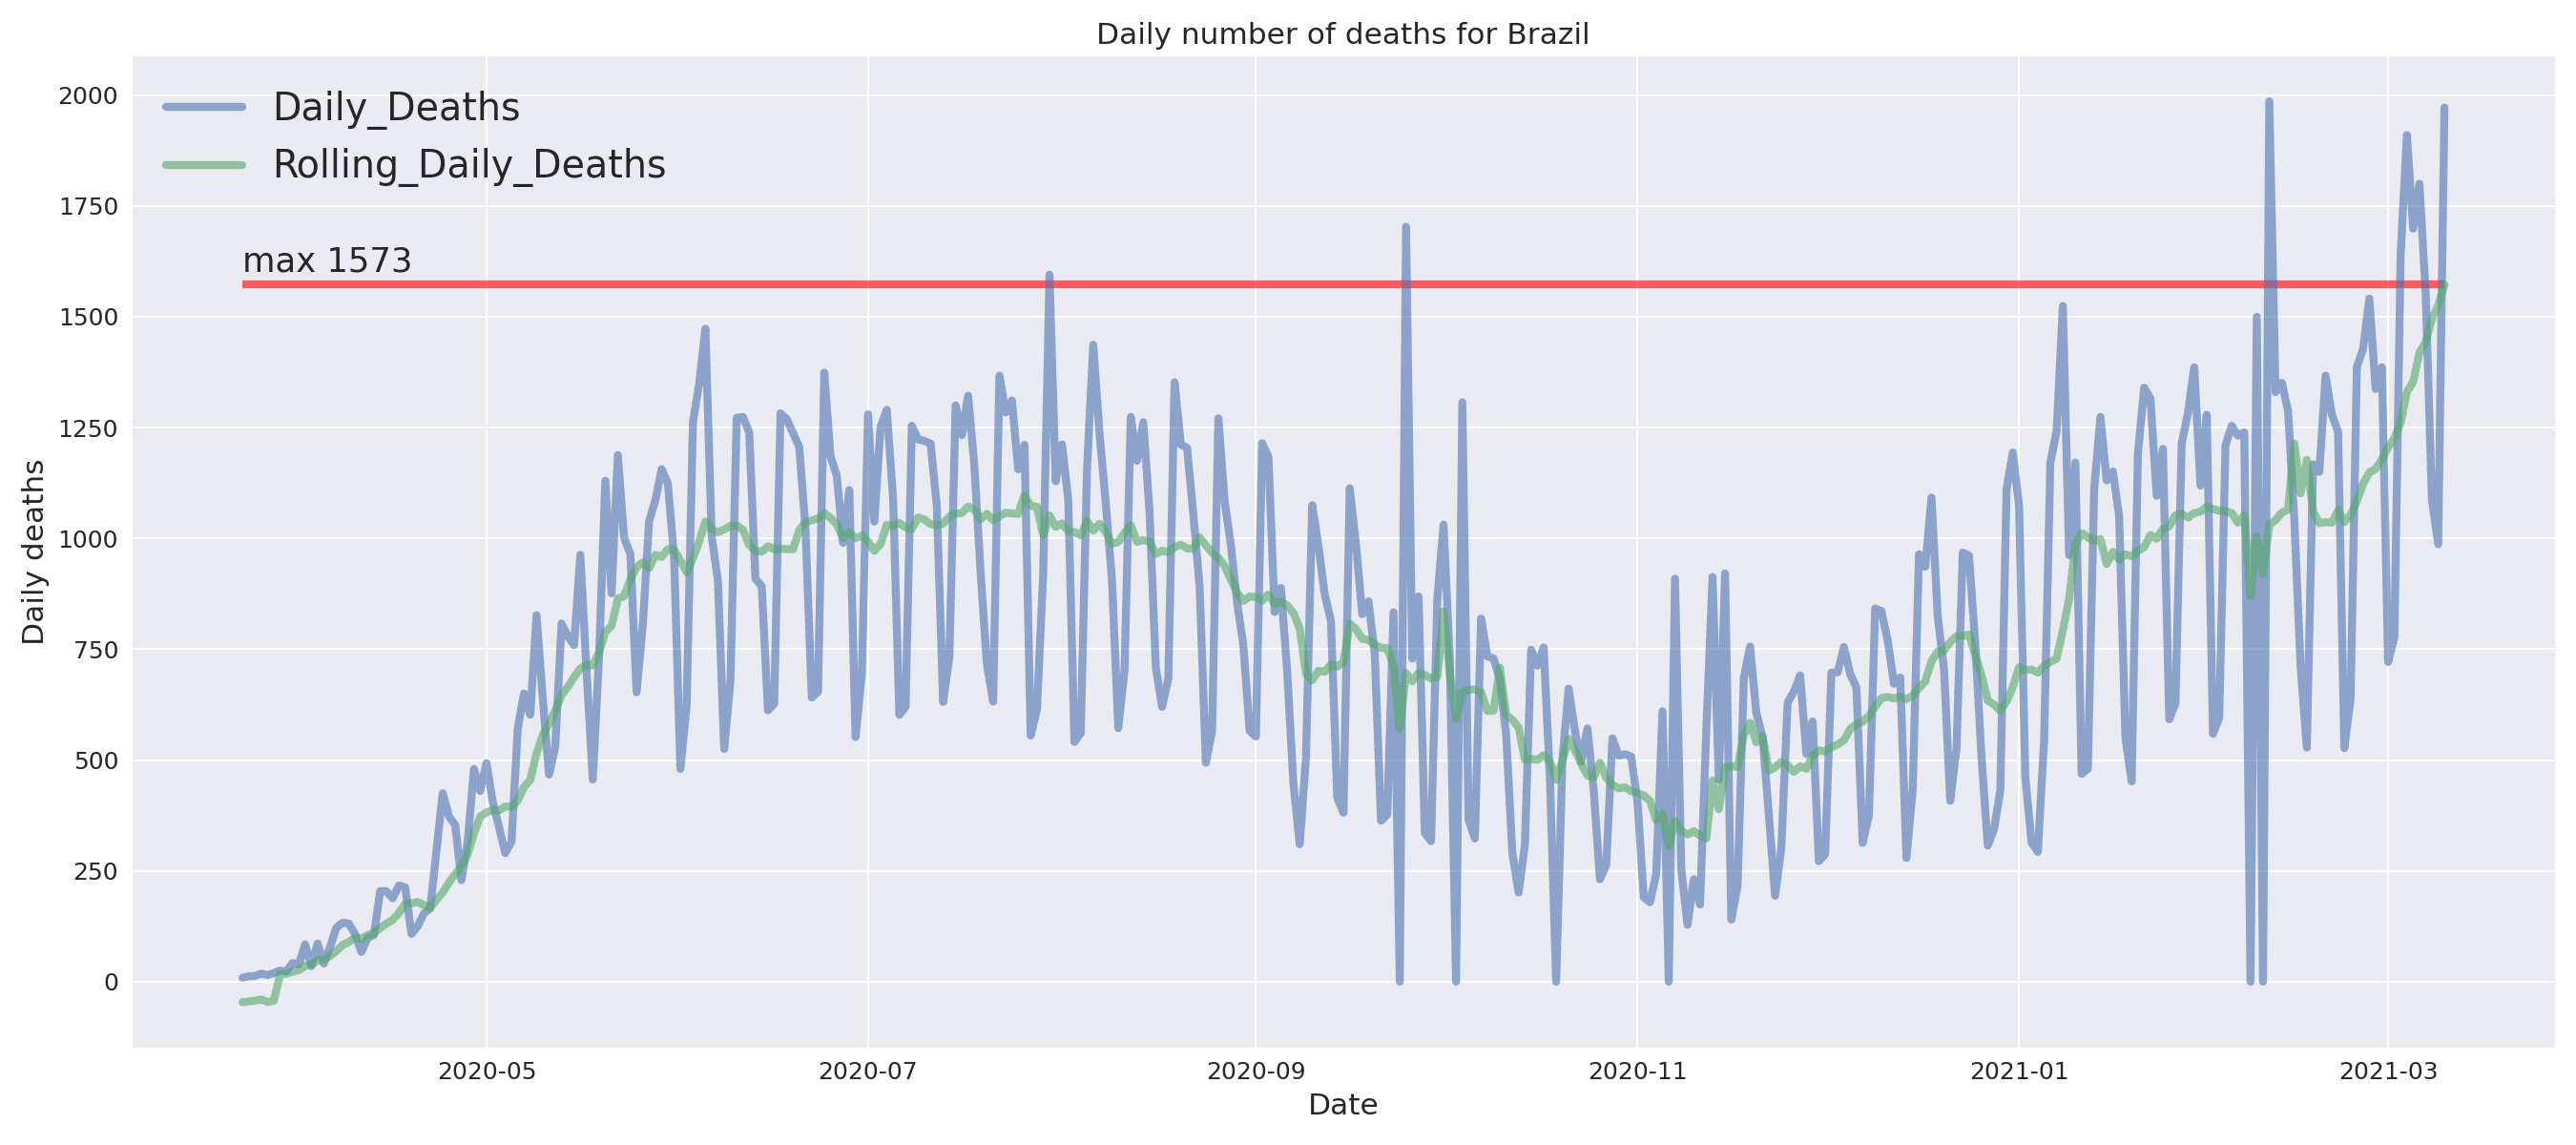 Daily number of deaths for Brazil
Daily_Deaths
Rolling_Daily_Deaths
max 1573
2000
1750
1500
1250
1000
750
500
250
0
Daily deaths
2020-05 2020-07 2020-09 2020-11 2021-01 2021-03
Date